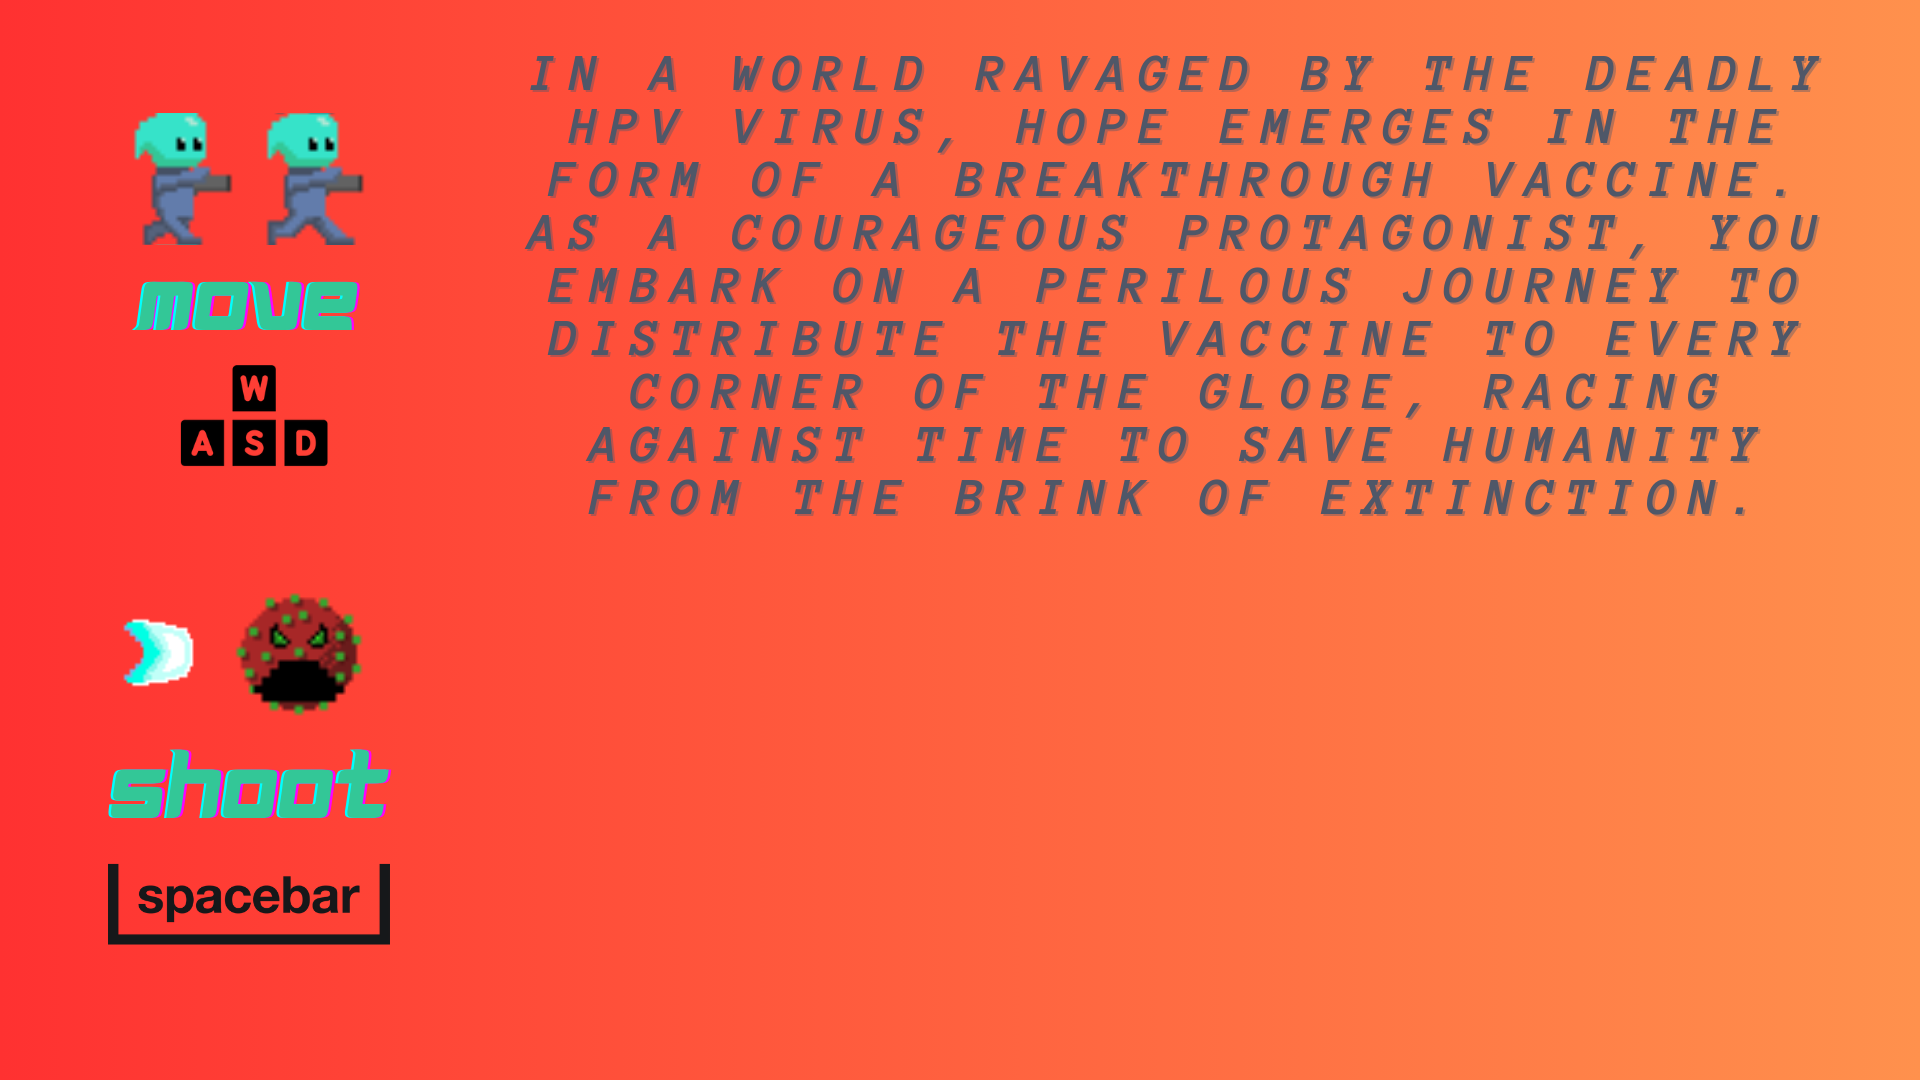 IN A WORLD RAVAGED BY THE DEADLY
HPV VIRUS, HOPE EMERGES IN THE
FORM OF A BREAKTHROUGH VACCINE.
AS A COURAGEOUS PROTAGONIST, YOU
EMBARK ON A PERILOUS JOURNEY TO
DISTRIBUTE THE VACCINE TO EVERY
CORNER OF THE GLOBE, RACING
AGAINST TIME TO SAVE HUMANITY
FROM THE BRINK OF EXTINCTION.
move
W
A S D
shoot
spacebar